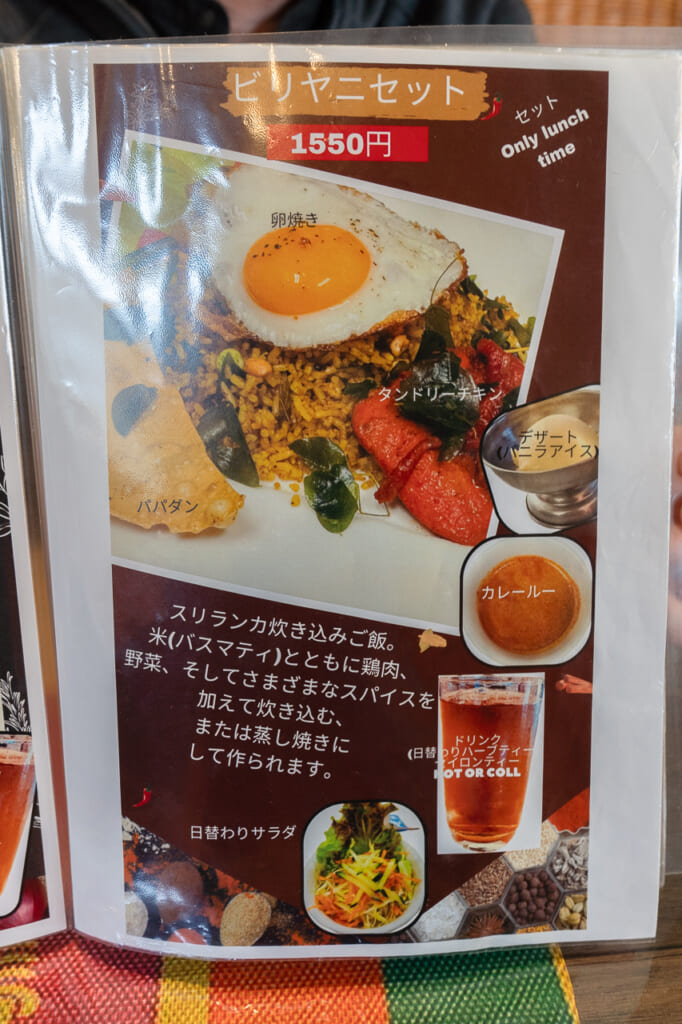 ビリヤニセット
1550円
セット
Only lunch
time
卵焼き
タンドリーチキン
デザート
(バニラアイス)
パパダン
カレールー
スリランカ炊き込みご飯。
米(バスマティ)とともに鶏肉、
野菜、そしてさまざまなスパイスを
加えて炊き込む、
または蒸し焼きに
して作られます。
ドリンク
(日替わりハーブティー
セイロンティー
HOT OR COLL
日替わりサラダ